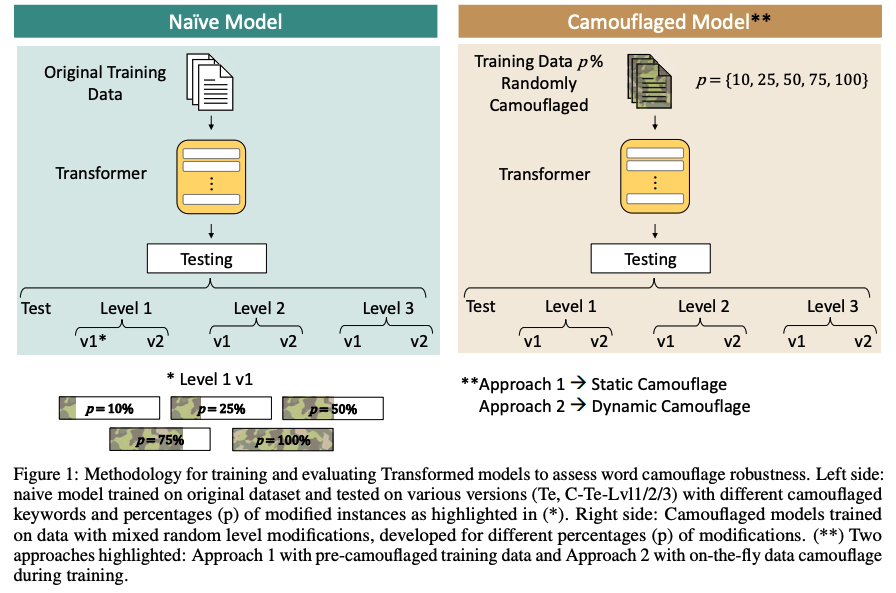 Naïve Model
Original Training
Data
Transformer
Testing
Test Level 1 Level 2 Level 3
v1* v2 v1 v2 v1 v2
* Level 1 v1
p = 10% p = 25% p = 50%
p = 75% p = 100%
Camouflaged Model**
Training Data p%
Randomly
Camouflaged
p = {10, 25, 50, 75, 100}
Transformer
Testing
Test Level 1 Level 2 Level 3
v1 v2 v1 v2 v1 v2
**Approach 1 → Static Camouflage
Approach 2 → Dynamic Camouflage
Figure 1: Methodology for training and evaluating Transformed models to assess word camouflage robustness. Left side:
naive model trained on original dataset and tested on various versions (Te, C-Te-Lvl1/2/3) with different camouflaged
keywords and percentages (p) of modified instances as highlighted in (*). Right side: Camouflaged models trained
on data with mixed random level modifications, developed for different percentages (p) of modifications. (**) Two
approaches highlighted: Approach 1 with pre-camouflaged training data and Approach 2 with on-the-fly data camouflage
during training.